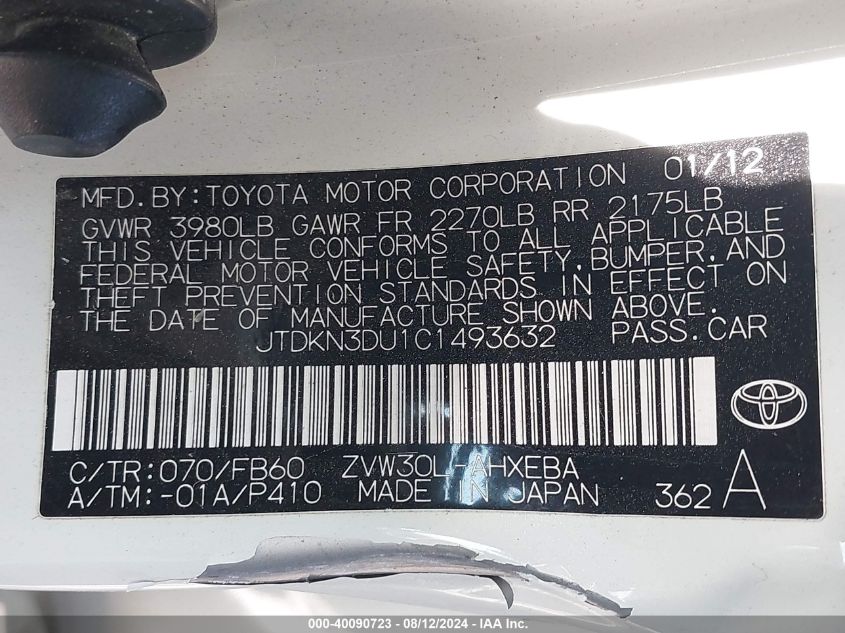 MFD. BY: TOYOTA MOTOR CORPORATION 01/12
GVWR 3980LB GAWR FR 2270LB RR 2175LB
THIS VEHICLE CONFORMS TO ALL APPLICABLE
FEDERAL MOTOR VEHICLE SAFETY, BUMPER, AND
THEFT PREVENTION STANDARDS IN EFFECT ON
THE DATE OF MANUFACTURE SHOWN ABOVE.
JTDKN3DU1C1493632 PASS. CAR
C/TR: 070/FB60 ZVW30L-AHXEBA
A/TM: -01A/P410 MADE IN JAPAN 362 A
000-40090723 - 08/12/2024 - IAA Inc.